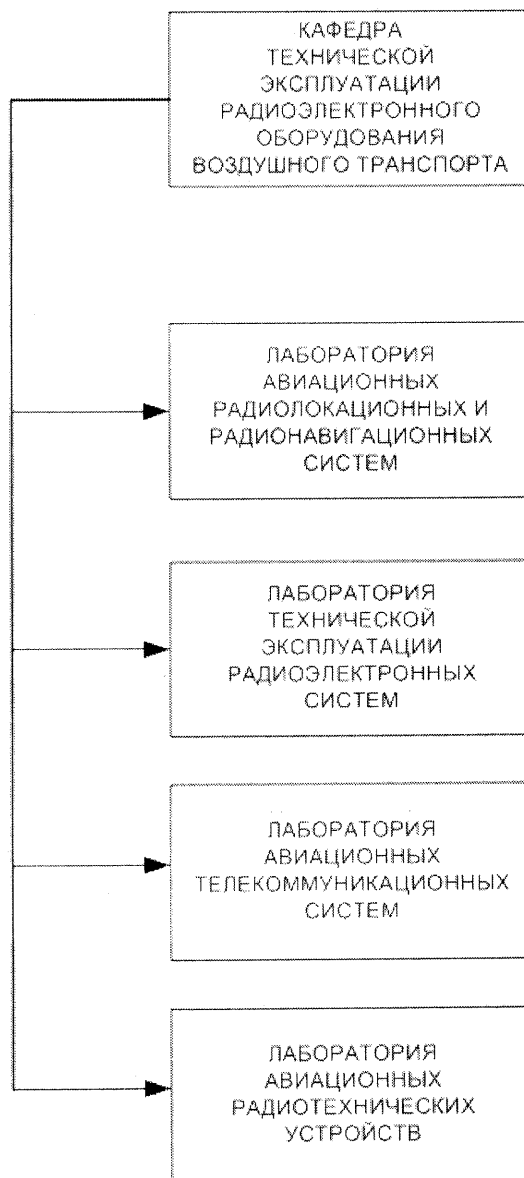 КАФЕДРА
ТЕХНИЧЕСКОЙ
ЭКСПЛУАТАЦИИ
РАДИОЭЛЕКТРОННОГО
ОБОРУДОВАНИЯ
ВОЗДУШНОГО ТРАНСПОРТА
ЛАБОРАТОРИЯ
АВИАЦИОННЫХ
РАДИОЛОКАЦИОННЫХ И
РАДИОНАВИГАЦИОННЫХ
СИСТЕМ
ЛАБОРАТОРИЯ
ТЕХНИЧЕСКОЙ
ЭКСПЛУАТАЦИИ
РАДИОЭЛЕКТРОННЫХ
СИСТЕМ
ЛАБОРАТОРИЯ
АВИАЦИОННЫХ
ТЕЛЕКОММУНИКАЦИОННЫХ
СИСТЕМ
ЛАБОРАТОРИЯ
АВИАЦИОННЫХ
РАДИОТЕХНИЧЕСКИХ
УСТРОЙСТВ